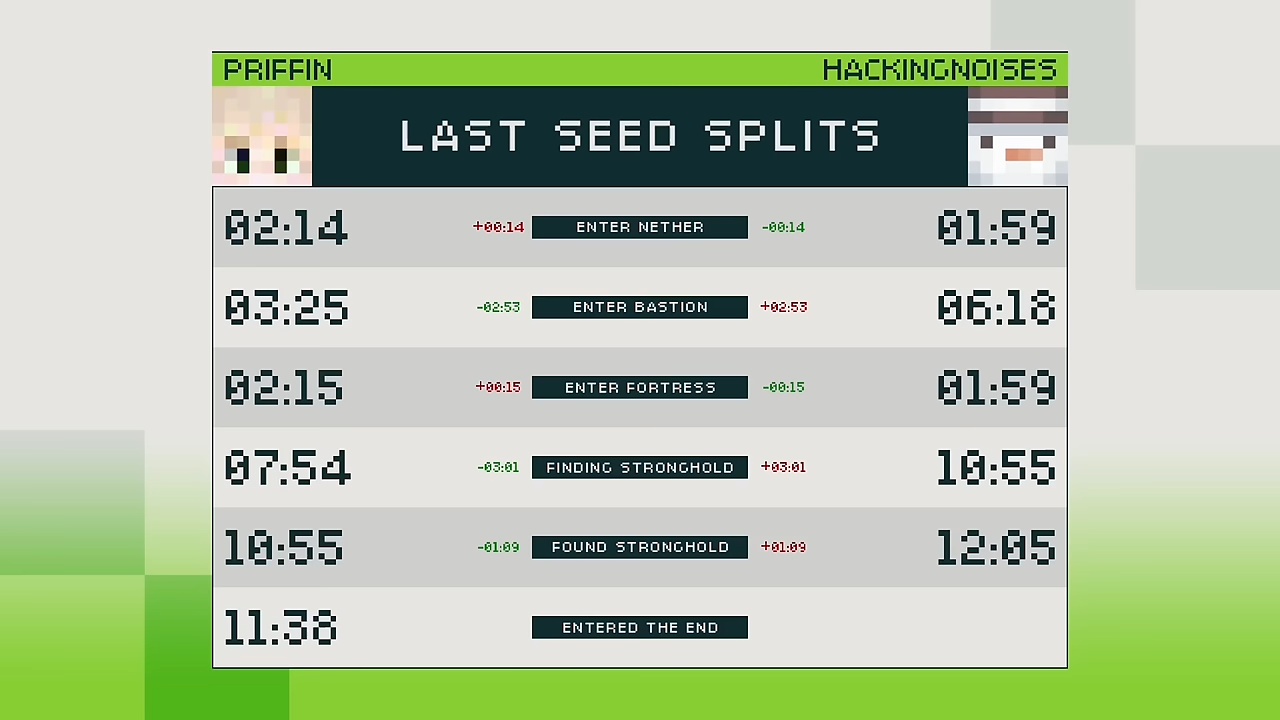 PRIFFIN HACKINGNOISES
LAST SEED SPLITS
02:14 +00:14 ENTER NETHER -00:14 01:59
03:25 -02:53 ENTER BASTION +02:53 06:18
02:15 +00:15 ENTER FORTRESS -00:15 01:59
07:54 -03:01 FINDING STRONGHOLD +03:01 10:55
10:55 -01:09 FOUND STRONGHOLD +01:09 12:05
11:38 ENTERED THE END